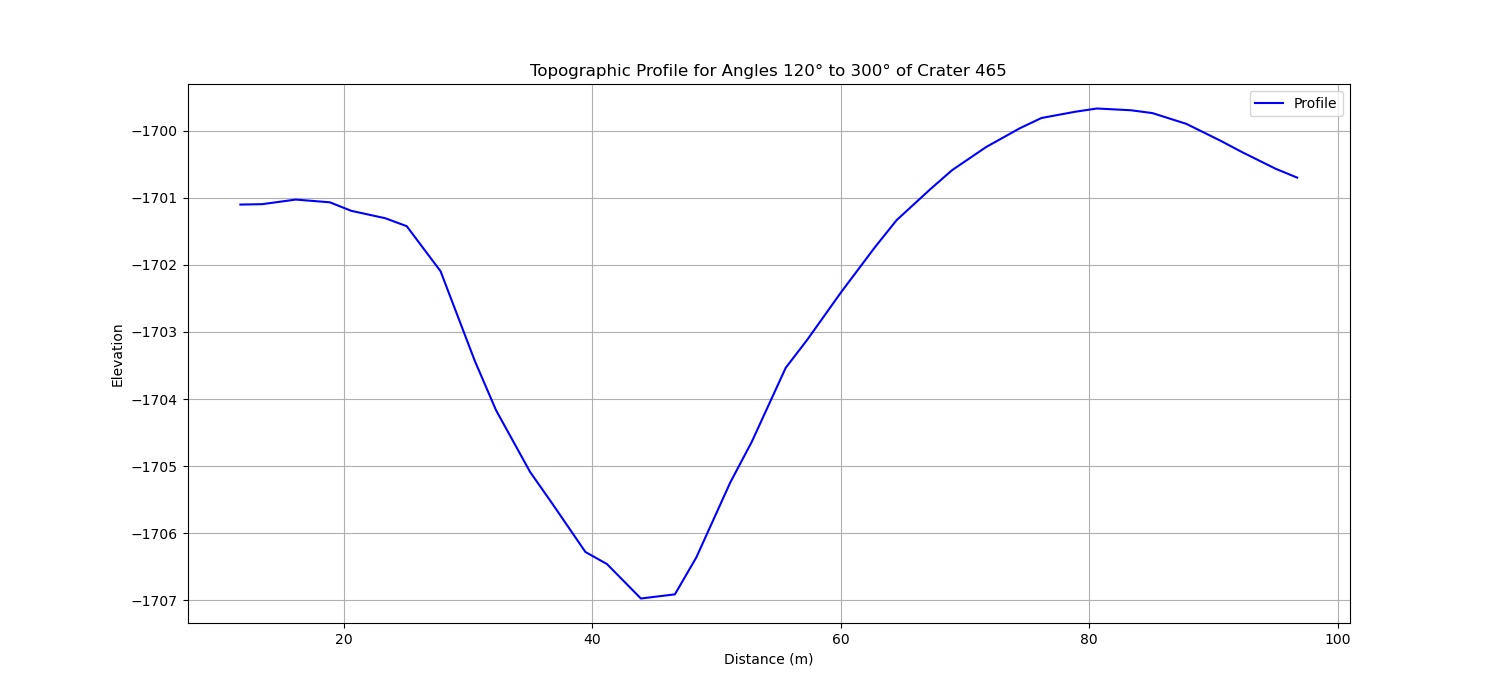 Topographic Profile for Angles 120° to 300° of Crater 465
Profile
−1700
−1701
−1702
−1703
−1704
−1705
−1706
−1707
Elevation
20 40 60 80 100
Distance (m)